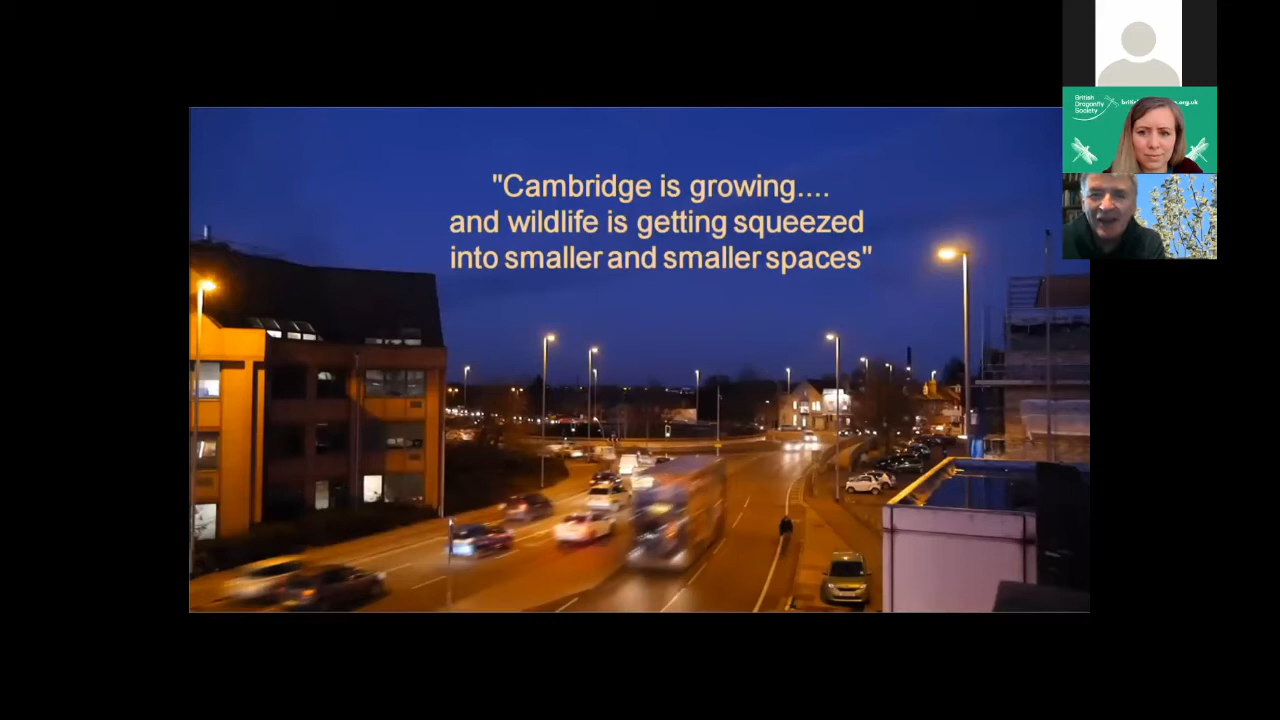 "Cambridge is growing....
and wildlife is getting squeezed
into smaller and smaller spaces"
British
Dragonfly
Society